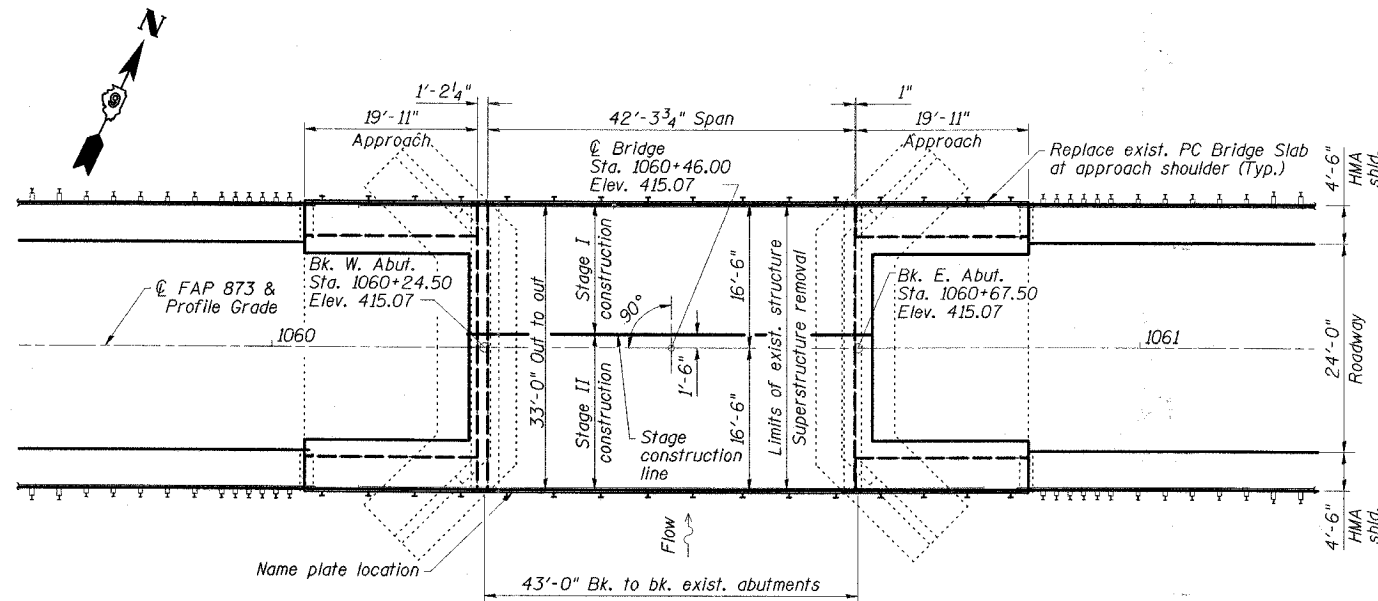 N
1'-2¼"
1"
19'-11"
42'-3¾" Span
19'-11"
Approach
℄ Bridge
Sta. 1060+46.00
Elev. 415.07
Approach
Replace exist. PC Bridge Slab
at approach shoulder (Typ.)
4'-6"
HMA
shld.
℄ FAP 873 &
Profile Grade
Bk. W. Abut.
Sta. 1060+24.50
Elev. 415.07
33'-0" Out to out
Stage I
construction
90°
16'-6"
Limits of exist. structure
Superstructure removal
Bk. E. Abut.
Sta. 1060+67.50
Elev. 415.07
1060
1061
24'-0"
Roadway
Stage II
construction
1'-6"
16'-6"
Stage
construction
line
Flow
4'-6"
HMA
shld.
Name plate location
43'-0" Bk. to bk. exist. abutments